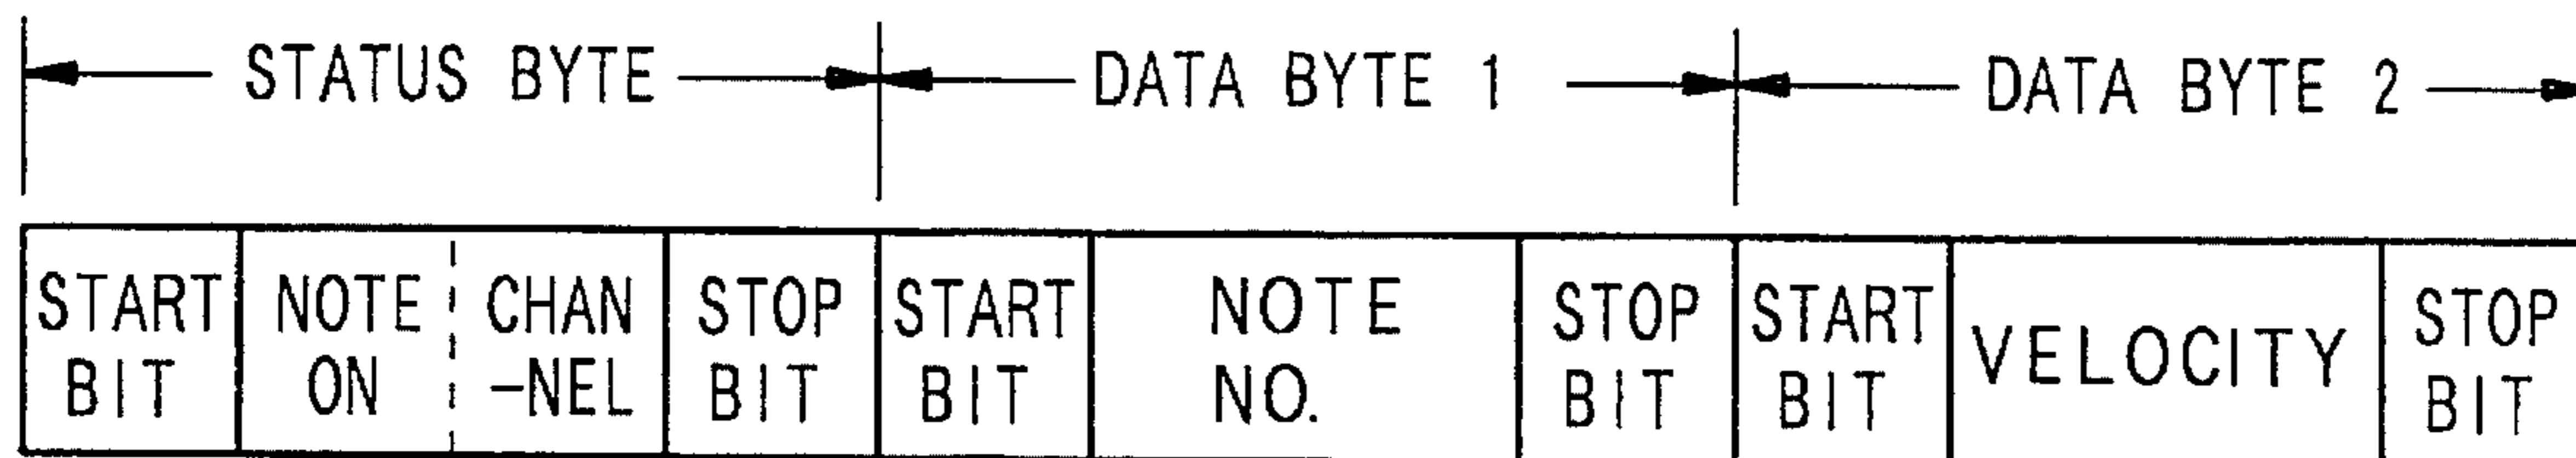 STATUS BYTE DATA BYTE 1 DATA BYTE 2
START BIT NOTE ON CHAN-NEL STOP BIT START BIT NOTE NO. STOP BIT START BIT VELOCITY STOP BIT